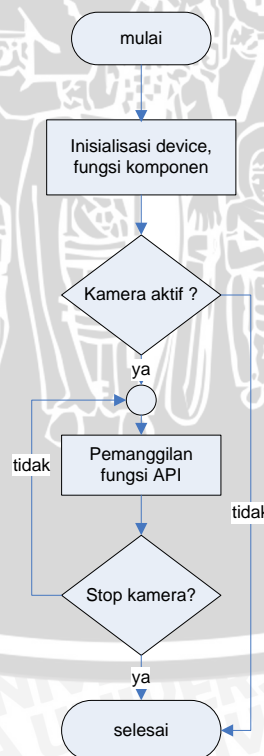 mulai
Inisialisasi device,
fungsi komponen
Kamera aktif ?
ya
Pemanggilan
fungsi API
tidak
tidak
Stop kamera?
ya
selesai